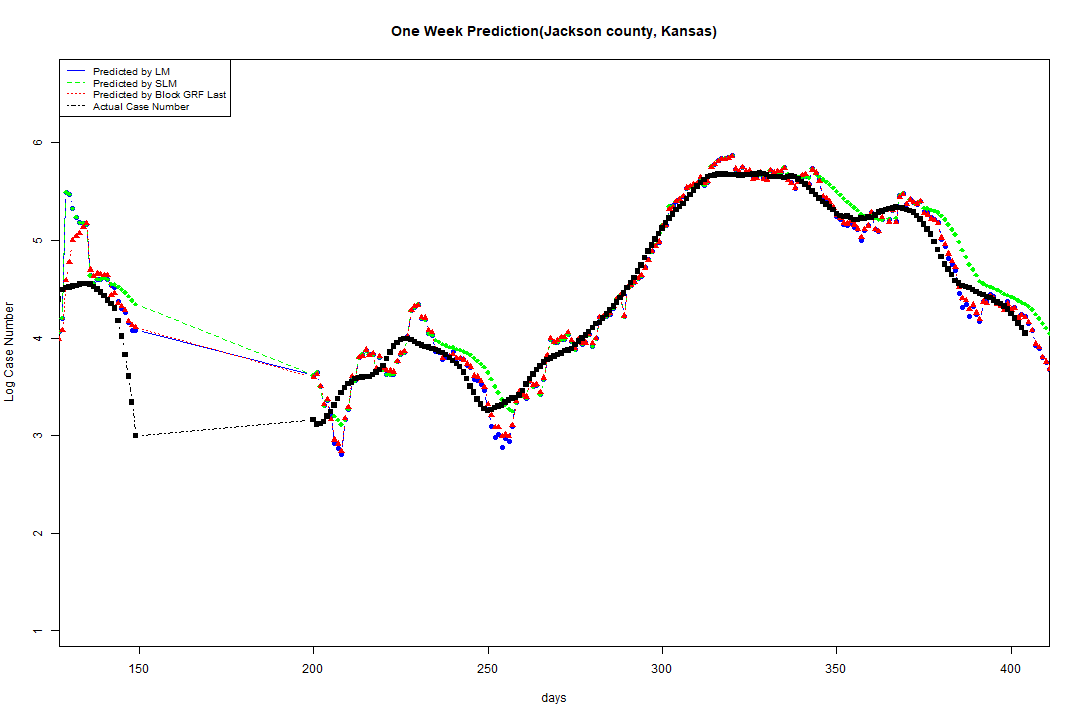 One Week Prediction(Jackson county, Kansas)
Predicted by LM
Predicted by SLM
Predicted by Block GRF Last
Actual Case Number
Log Case Number
6
5
4
3
2
1
150 200 250 300 350 400
days